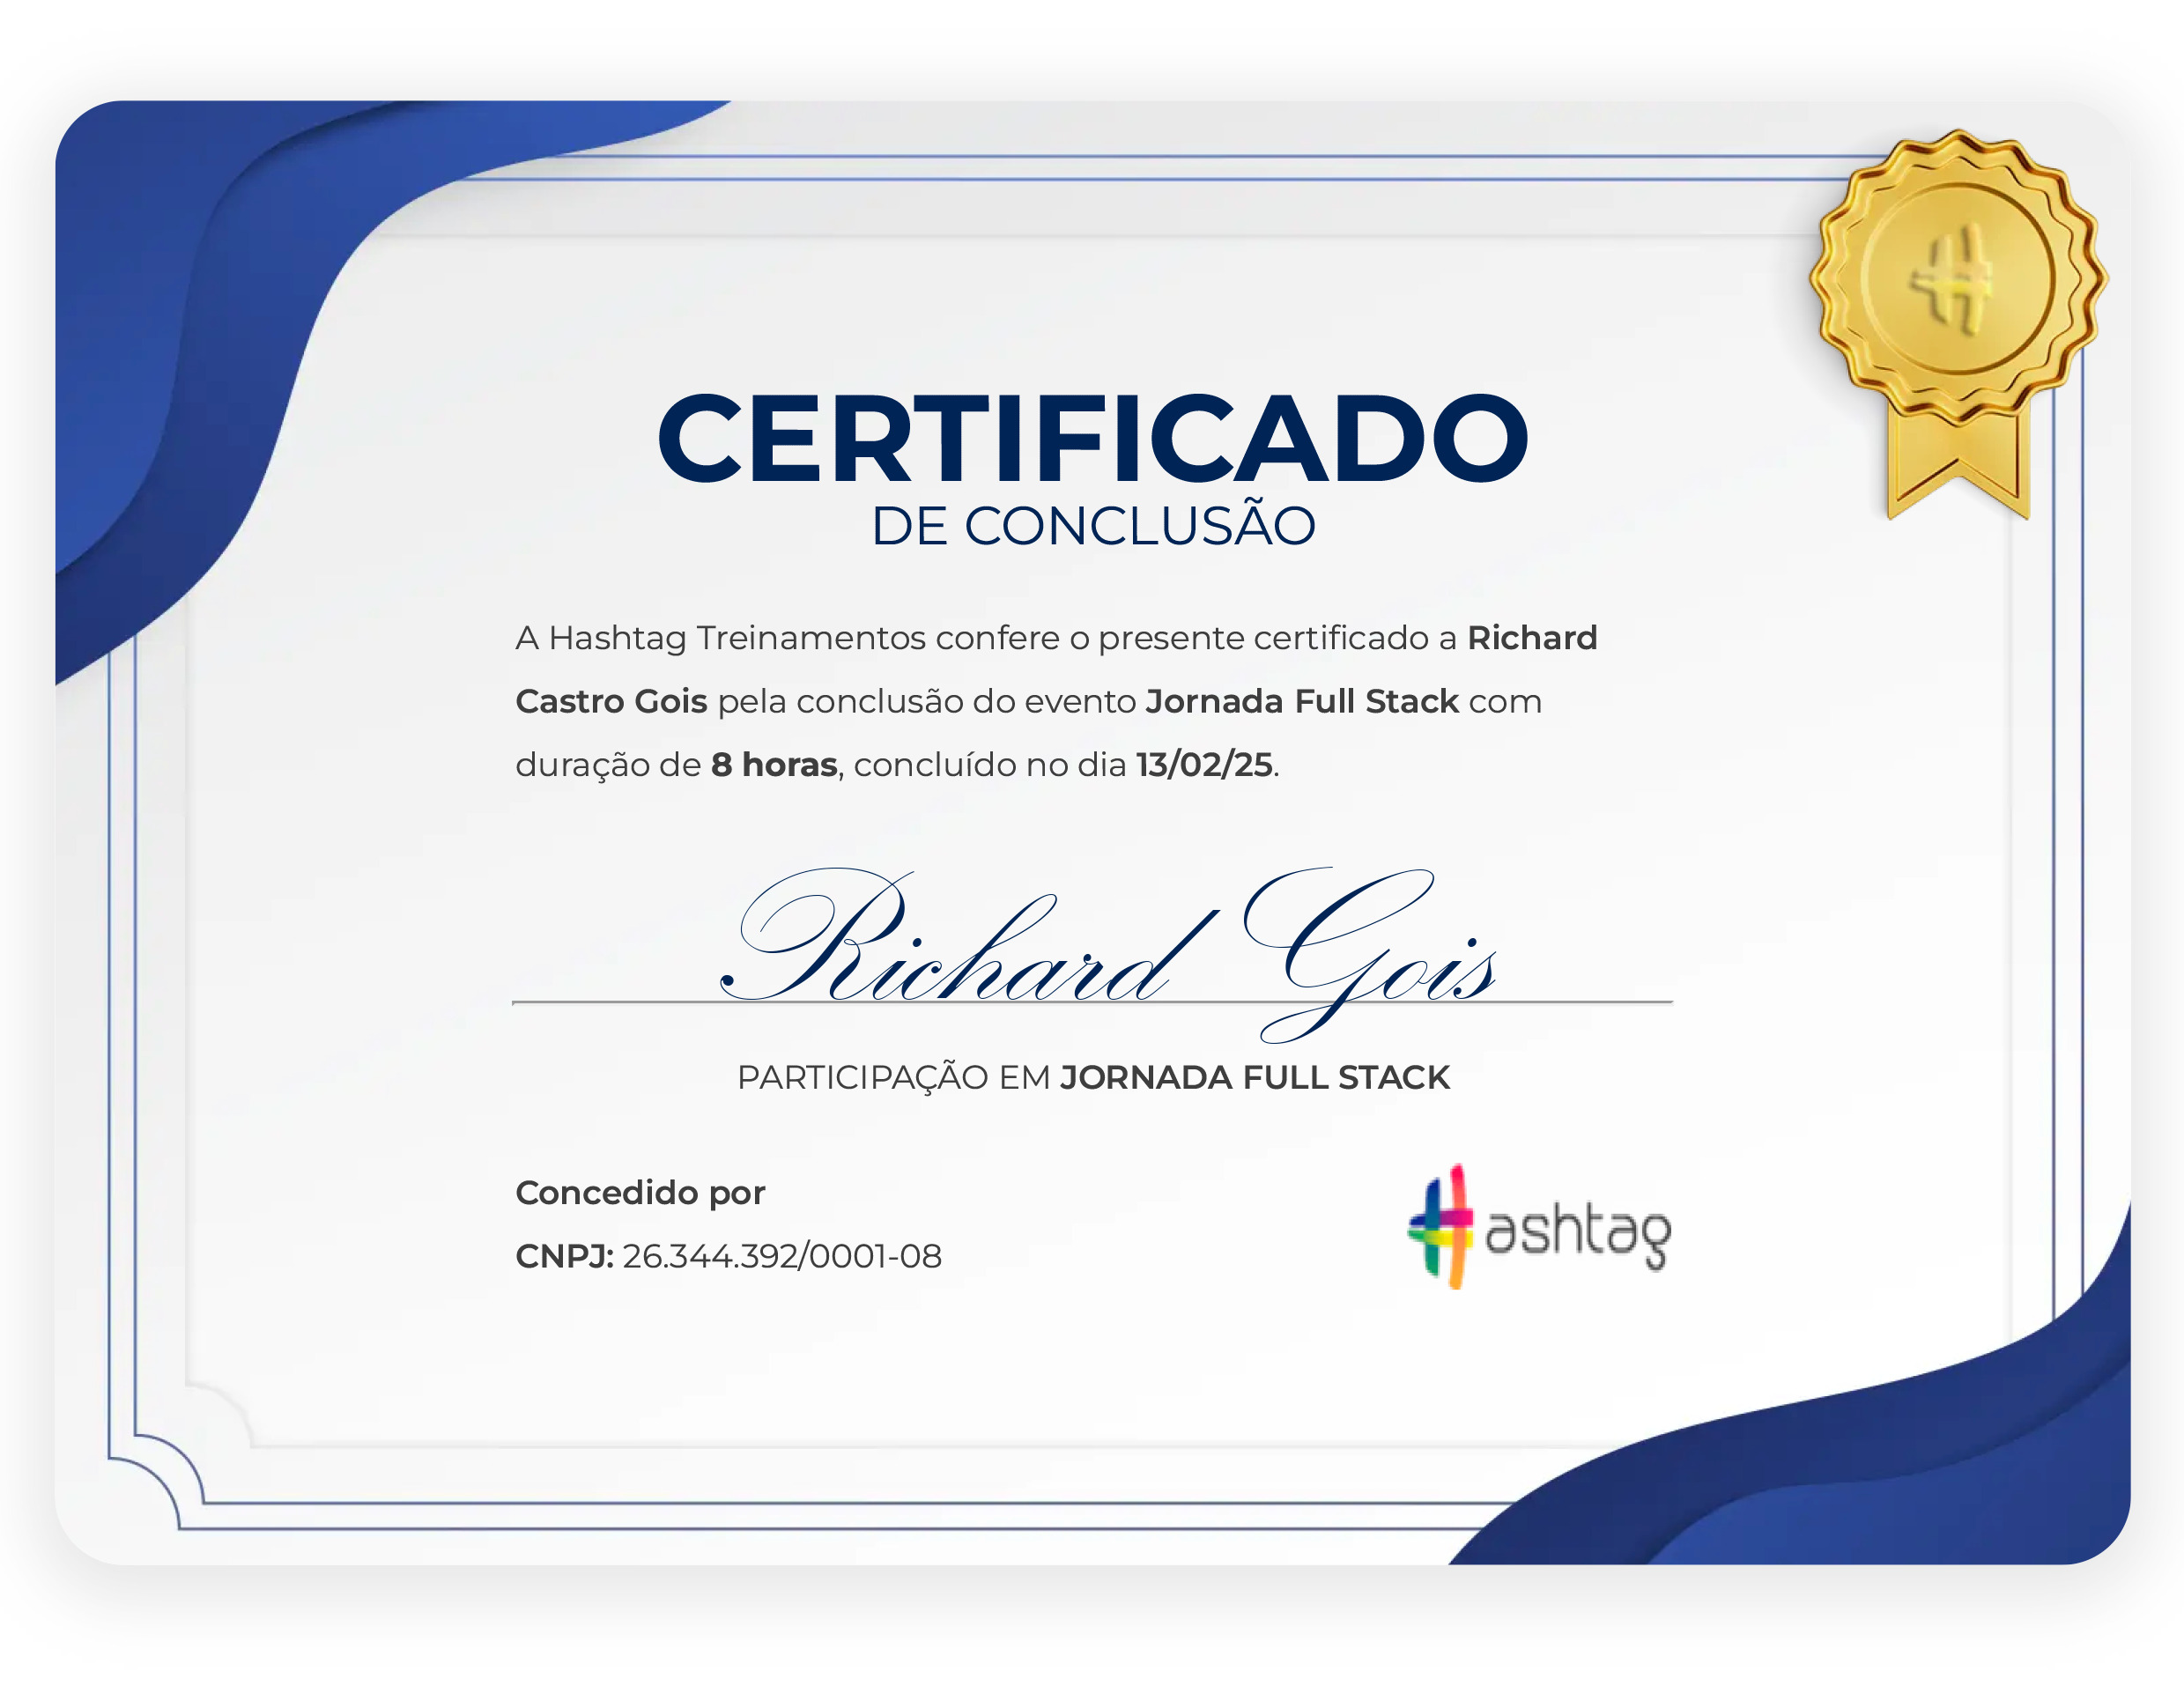 CERTIFICADO
DE CONCLUSÃO
A Hashtag Treinamentos confere o presente certificado a Richard
Castro Gois pela conclusão do evento Jornada Full Stack com
duração de 8 horas, concluído no dia 13/02/25.
Richard Gois
PARTICIPAÇÃO EM JORNADA FULL STACK
Concedido por
CNPJ: 26.344.392/0001-08
Hashtag